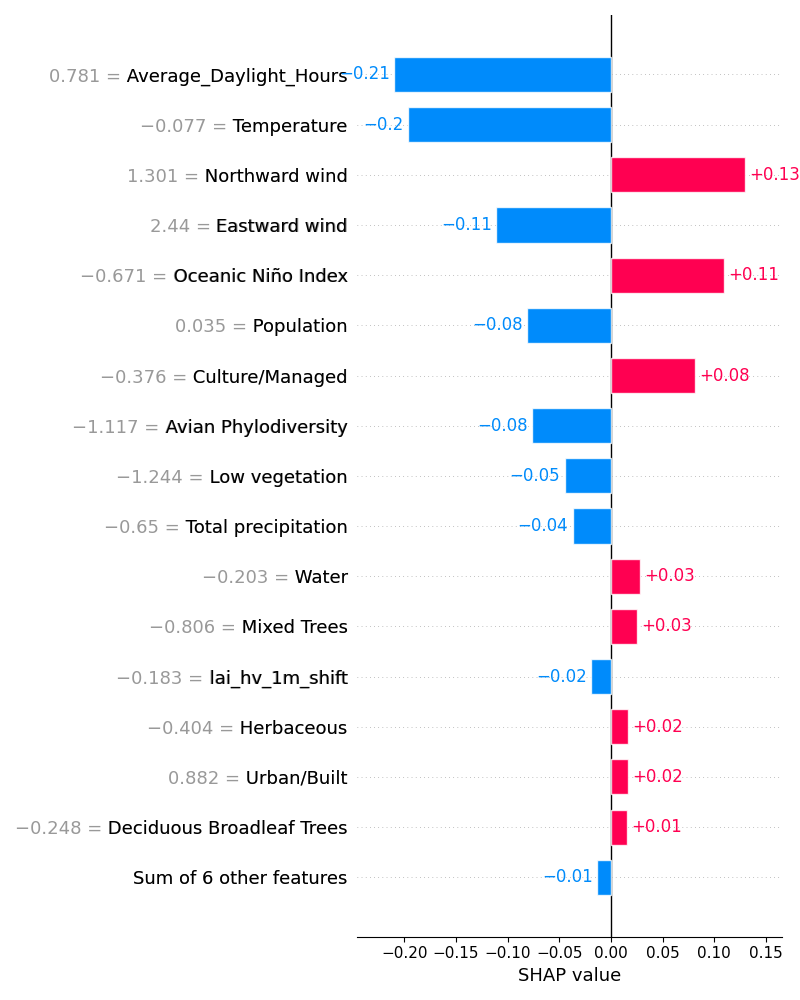 0.781 = Average_Daylight_Hours −0.21
−0.077 = Temperature −0.2
1.301 = Northward wind +0.13
2.44 = Eastward wind −0.11
−0.671 = Oceanic Niño Index +0.11
0.035 = Population −0.08
−0.376 = Culture/Managed +0.08
−1.117 = Avian Phylodiversity −0.08
−1.244 = Low vegetation −0.05
−0.65 = Total precipitation −0.04
−0.203 = Water +0.03
−0.806 = Mixed Trees +0.03
−0.183 = lai_hv_1m_shift −0.02
−0.404 = Herbaceous +0.02
0.882 = Urban/Built +0.02
−0.248 = Deciduous Broadleaf Trees +0.01
Sum of 6 other features −0.01
−0.20 −0.15 −0.10 −0.05 0.00 0.05 0.10 0.15
SHAP value